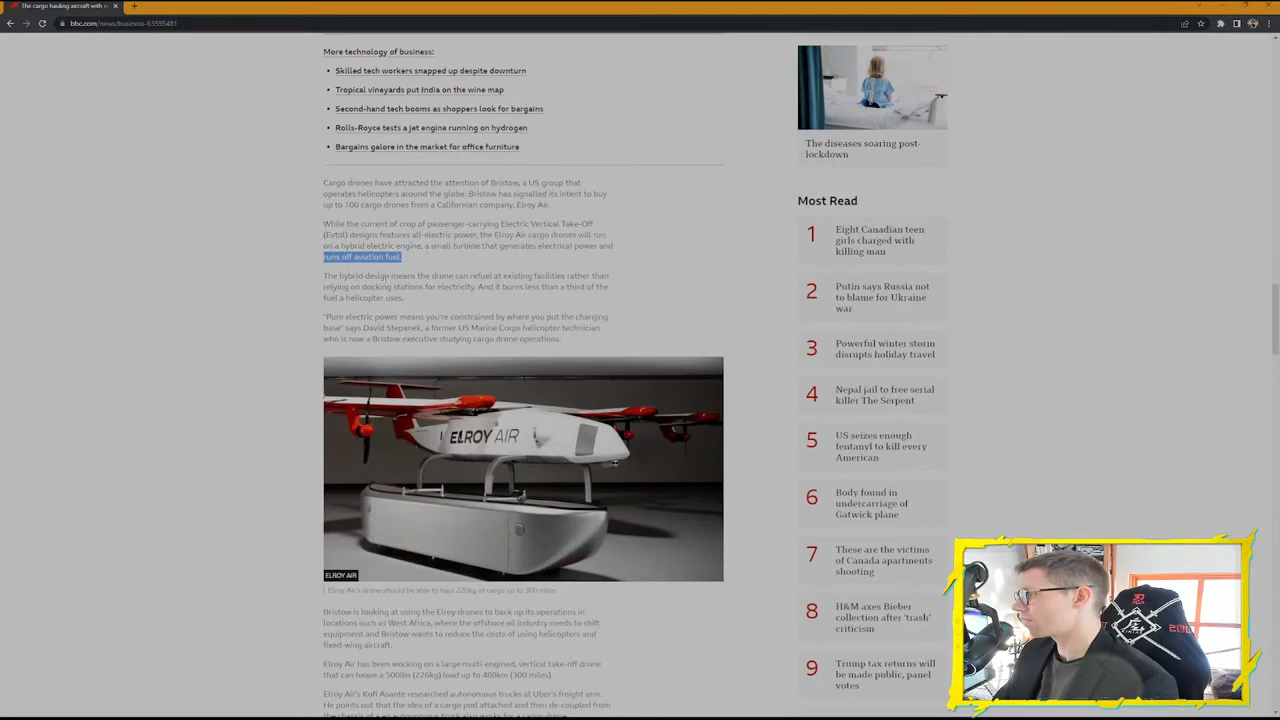 The cargo hauling aircraft with n
bbc.com/news/business-63595481
More technology of business:
• Skilled tech workers snapped up despite downturn
• Tropical vineyards put India on the wine map
• Second-hand tech booms as shoppers look for bargains
• Rolls-Royce tests a jet engine running on hydrogen
• Bargains galore in the market for office furniture
Cargo drones have attracted the attention of Bristow, a US group that
operates helicopters around the globe. Bristow has signalled its intent to buy
up to 100 cargo drones from a Californian company, Elroy Air.
While the current of crop of passenger-carrying Electric Vertical Take-Off
(Evtol) designs features all-electric power, the Elroy Air cargo drones will run
on a hybrid electric engine, a small turbine that generates electrical power and
runs off aviation fuel.
The hybrid design means the drone can refuel at existing facilities rather than
relying on docking stations for electricity. And it burns less than a third of the
fuel a helicopter uses.
"Pure electric power means you're constrained by where you put the charging
base" says David Stepanek, a former US Marine Corps helicopter technician
who is now a Bristow executive studying cargo drone operations.
ELROY AIR
ELROY AIR
Elroy Air's drone should be able to haul 226kg of cargo up to 300 miles
Bristow is looking at using the Elroy drones to back up its operations in
locations such as West Africa, where the offshore oil industry needs to shift
equipment and Bristow wants to reduce the costs of using helicopters and
fixed-wing aircraft.
Elroy Air has been working on a large multi-engined, vertical take-off drone
that can heave a 500lbs (226kg) load up to 480km (300 miles).
Elroy Air's Kofi Asante researched autonomous trucks at Uber's freight arm.
He points out that the idea of a cargo pod attached and then de-coupled from
the chassis of a an autonomous truck also works for a cargo drone.
The diseases soaring post-
lockdown
Most Read
1 Eight Canadian teen
girls charged with
killing man
2 Putin says Russia not
to blame for Ukraine
war
3 Powerful winter storm
disrupts holiday travel
4 Nepal jail to free serial
killer The Serpent
5 US seizes enough
fentanyl to kill every
American
6 Body found in
undercarriage of
Gatwick plane
7 These are the victims
of Canada apartments
shooting
8 H&M axes Bieber
collection after 'trash'
criticism
9 Trump tax returns will
be made public, panel
votes
忍